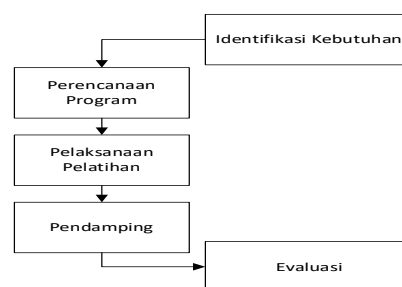 Identifikasi Kebutuhan
Perencanaan
Program
Pelaksanaan
Pelatihan
Pendamping
Evaluasi